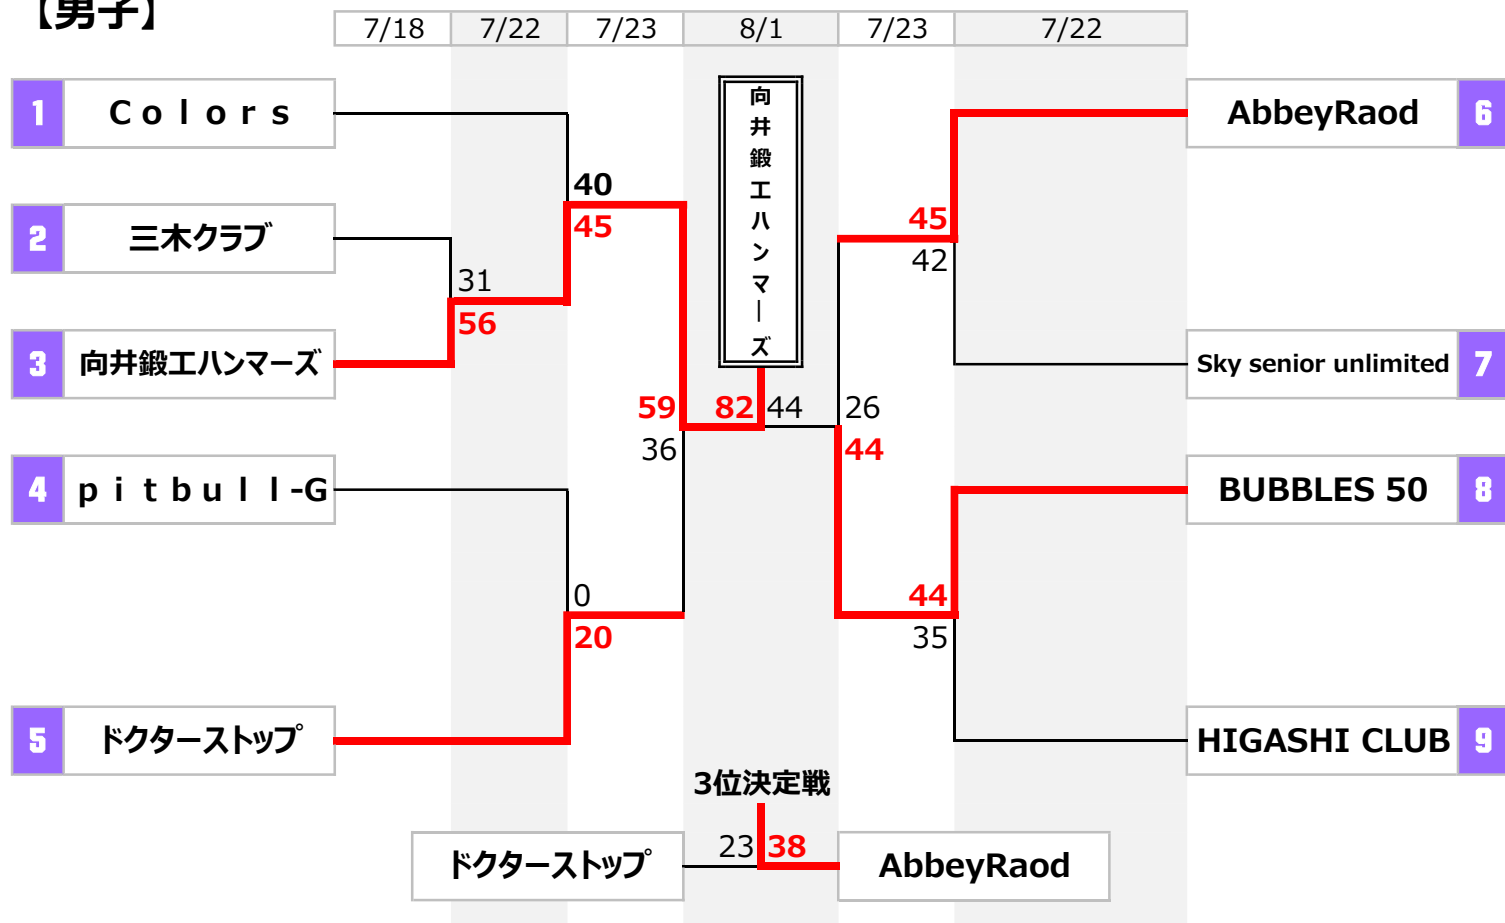 【男子】
7/18 7/22 7/23 8/1 7/23 7/22
1 Colors
2 三木クラブ
3 向井鍛工ハンマーズ
4 pitbull-G
5 ドクターストップ
31
56
40
45
0
20
59
36
向井鍛工ハンマーズ
82 44
26
44
45
42
44
35
AbbeyRaod 6
Sky senior unlimited 7
BUBBLES 50 8
HIGASHI CLUB 9
3位決定戦
ドクターストップ 23 38 AbbeyRaod